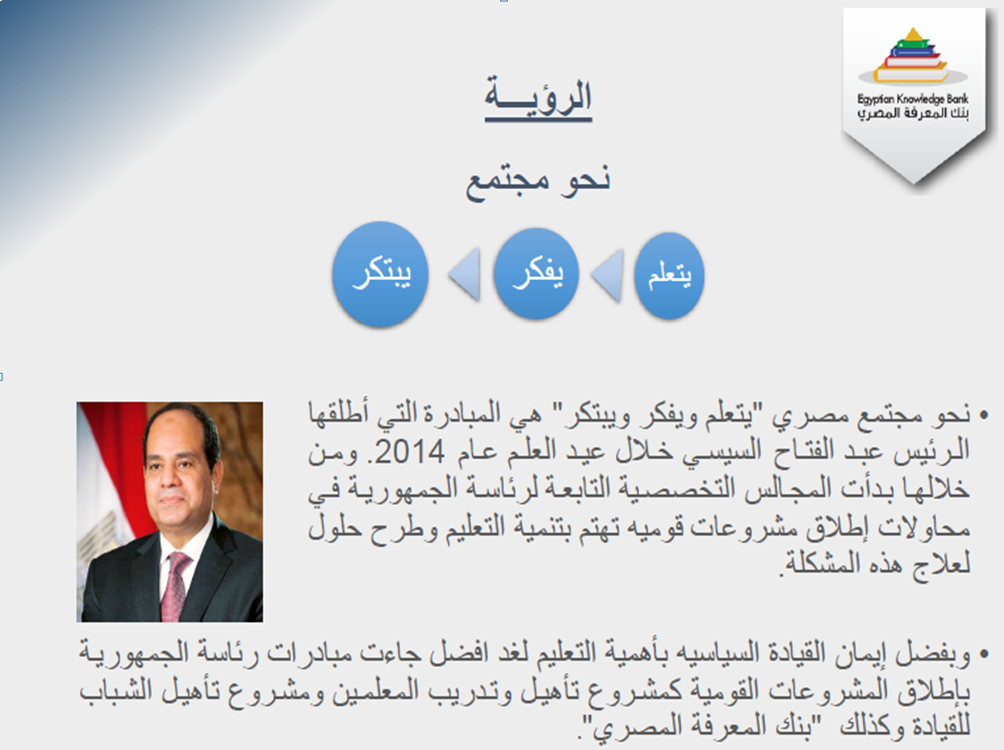 Egyptian Knowledge Bank
بنك المعرفة المصري
الرؤيـــة
نحو مجتمع
يتعلم
يفكر
يبتكر
• نحو مجتمع مصري "يتعلم ويفكر ويبتكر" هي المبادرة التي أطلقها
الرئيس عبد الفتاح السيسي خلال عيد العلم عام 2014. ومن
خلالها بدأت المجالس التخصصية التابعة لرئاسة الجمهورية في
محاولات إطلاق مشروعات قوميه تهتم بتنمية التعليم وطرح حلول
لعلاج هذه المشكلة.
• وبفضل إيمان القيادة السياسيه بأهمية التعليم لغد افضل جاءت مبادرات رئاسة الجمهورية
بإطلاق المشروعات القومية كمشروع تأهيل وتدريب المعلمين ومشروع تأهيل الشباب
للقيادة وكذلك "بنك المعرفة المصري".